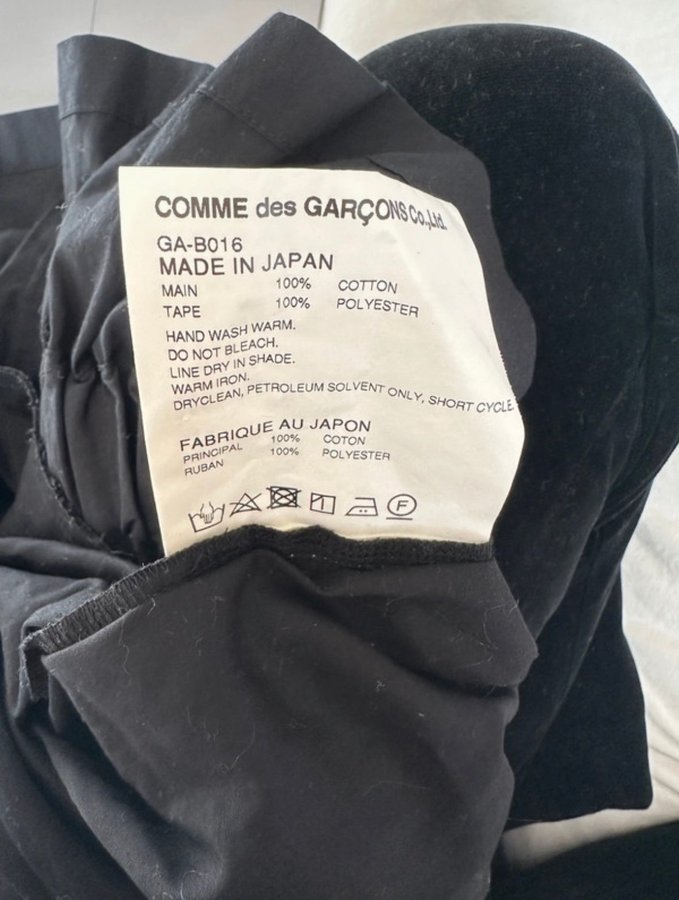 COMME des GARÇONS Co.,Ltd.
GA-B016
MADE IN JAPAN
MAIN 100% COTTON
TAPE 100% POLYESTER
HAND WASH WARM.
DO NOT BLEACH.
LINE DRY IN SHADE.
WARM IRON.
DRYCLEAN, PETROLEUM SOLVENT ONLY, SHORT CYCLE.
FABRIQUE AU JAPON
PRINCIPAL 100% COTON
RUBAN 100% POLYESTER
F